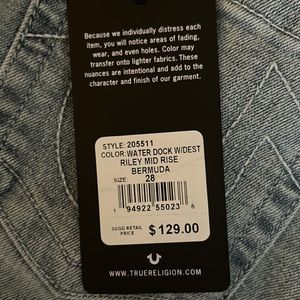 Because we individually distress each
item, you will notice areas of fading,
wear, and even holes. Color may
transfer onto lighter fabrics. These
nuances are intentional and add to the
character and finish of our garment.
STYLE: 205511
COLOR: WATER DOCK W/DEST
RILEY MID RISE
BERMUDA
SIZE 28
1 94922 55023 8
SUGG RETAIL
PRICE $129.00
WWW.TRUERELIGION.COM